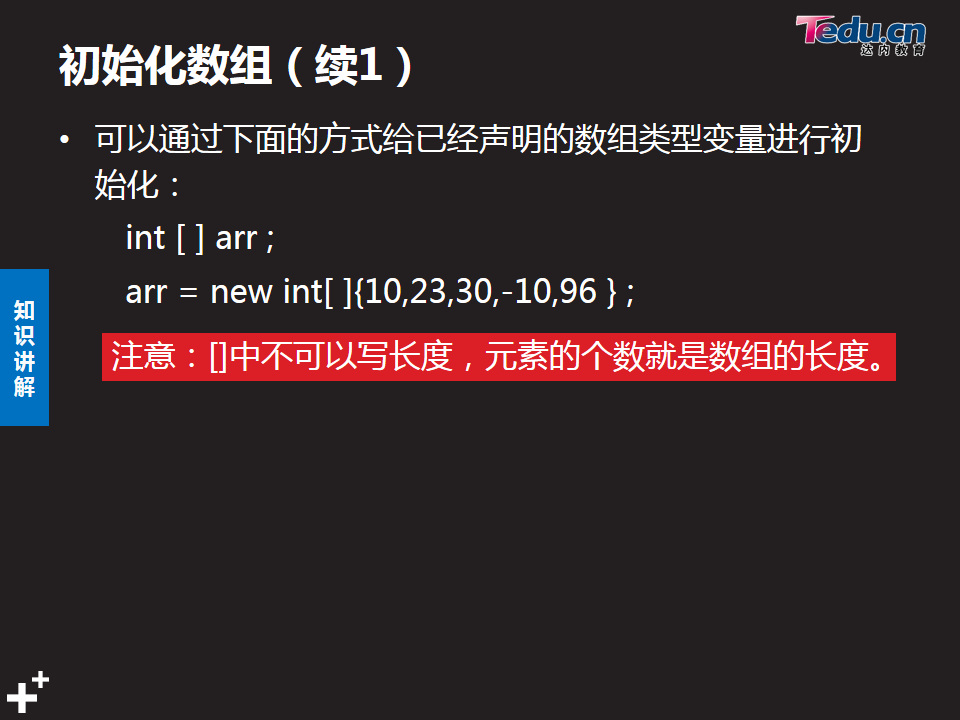 初始化数组（续1）
Tedu.cn
达内教育
• 可以通过下面的方式给已经声明的数组类型变量进行初
始化：
int [ ] arr ;
arr = new int[ ]{10,23,30,-10,96 } ;
注意：[]中不可以写长度，元素的个数就是数组的长度。
知
识
讲
解